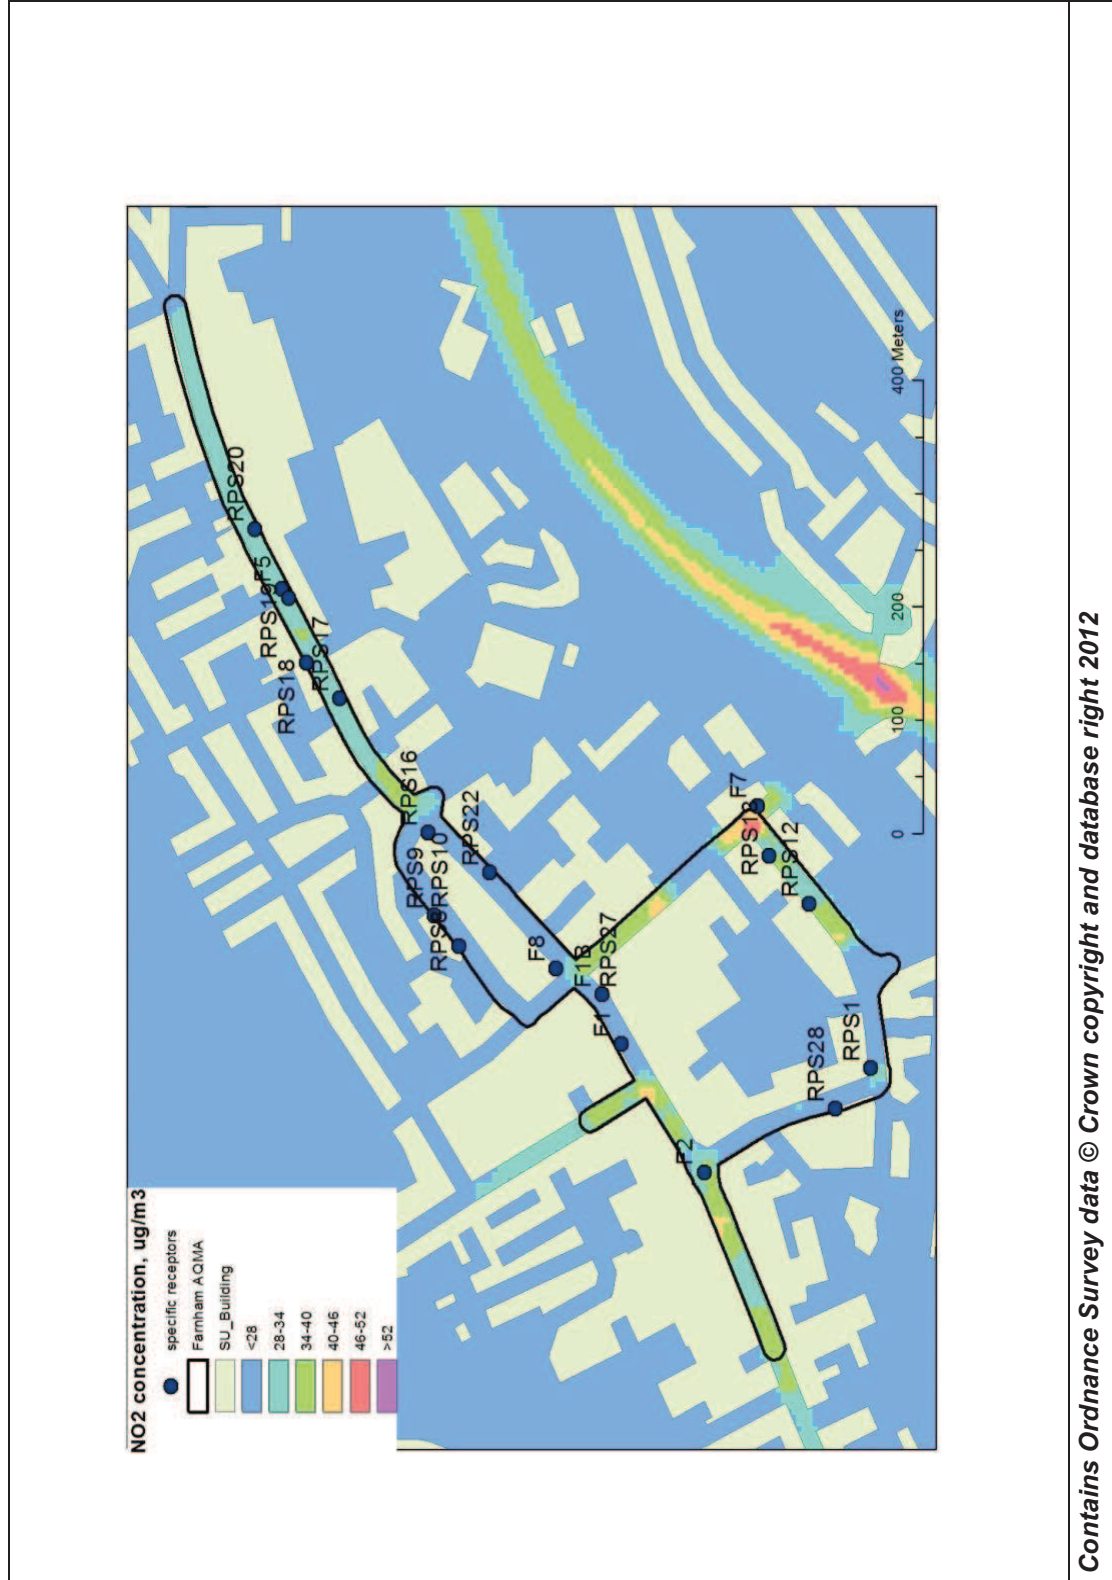 NO2 concentration, ug/m3
specific receptors
Farnham AQMA
SU_Building
<28
28-34
34-40
40-46
46-52
>52
RPS20
F5
RPS19
RPS18
RPS17
RPS16
RPS22
RPS9
RPS10
F8
F1B
RPS27
F1
F2
F7
RPS13
RPS12
RPS1
RPS28
0
100
200
400 Meters
Contains Ordnance Survey data © Crown copyright and database right 2012